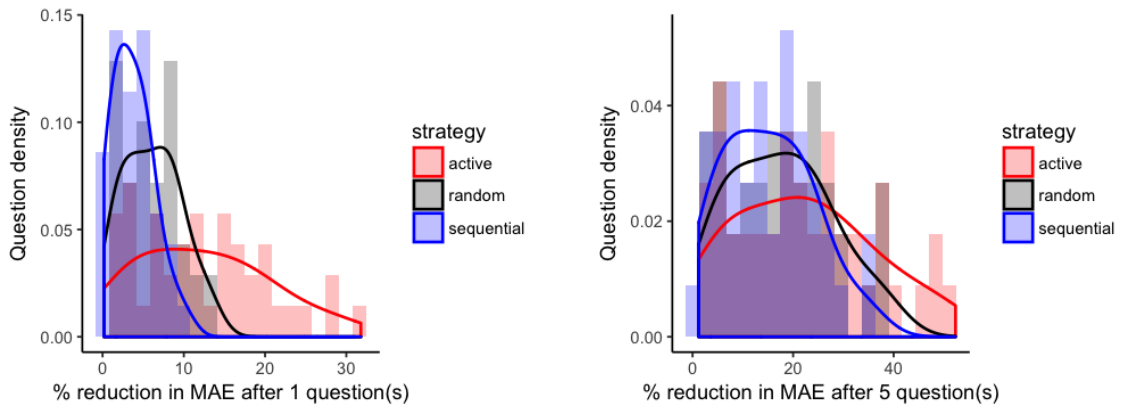 0.15
0.10
0.05
0.00
Question density
0 10 20 30
% reduction in MAE after 1 question(s)
strategy
active
random
sequential
0.04
0.02
0.00
Question density
0 20 40
% reduction in MAE after 5 question(s)
strategy
active
random
sequential